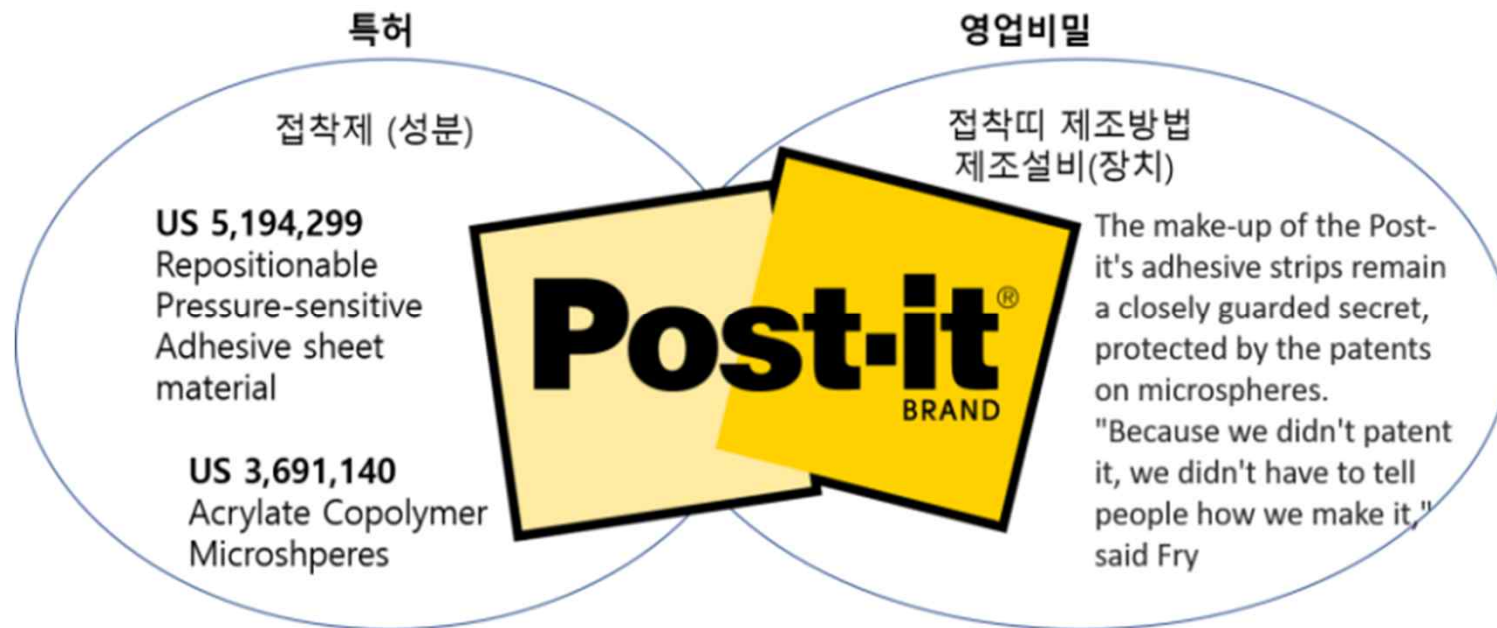 특허
접착제 (성분)
US 5,194,299
Repositionable
Pressure-sensitive
Adhesive sheet
material
US 3,691,140
Acrylate Copolymer
Microshperes
Post-it®
BRAND
영업비밀
접착띠 제조방법
제조설비(장치)
The make-up of the Post-
it's adhesive strips remain
a closely guarded secret,
protected by the patents
on microspheres.
"Because we didn't patent
it, we didn't have to tell
people how we make it,"
said Fry